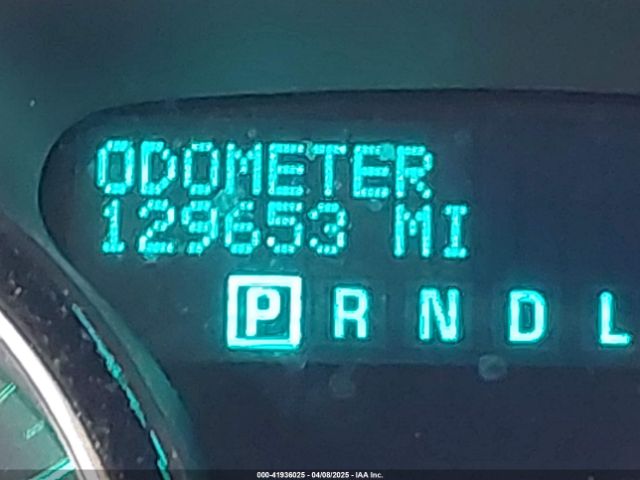 ODOMETER
129653 MI
P R N D L
000-41936025 - 04/08/2025 - IAA Inc.